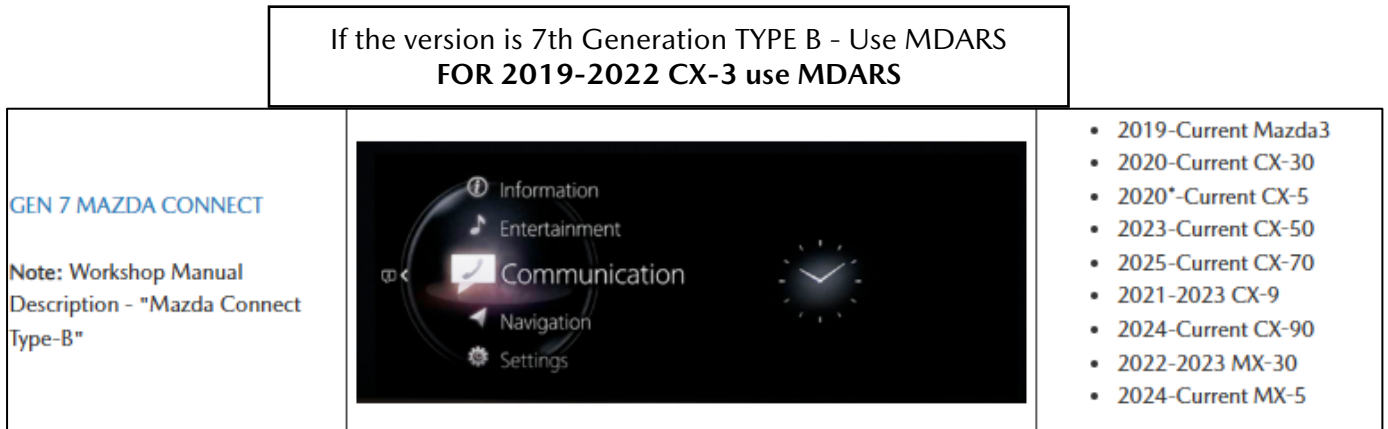 If the version is 7th Generation TYPE B - Use MDARS
FOR 2019-2022 CX-3 use MDARS
GEN 7 MAZDA CONNECT
Note: Workshop Manual
Description - "Mazda Connect
Type-B"
Information
Entertainment
Communication
Navigation
Settings
• 2019-Current Mazda3
• 2020-Current CX-30
• 2020*-Current CX-5
• 2023-Current CX-50
• 2025-Current CX-70
• 2021-2023 CX-9
• 2024-Current CX-90
• 2022-2023 MX-30
• 2024-Current MX-5